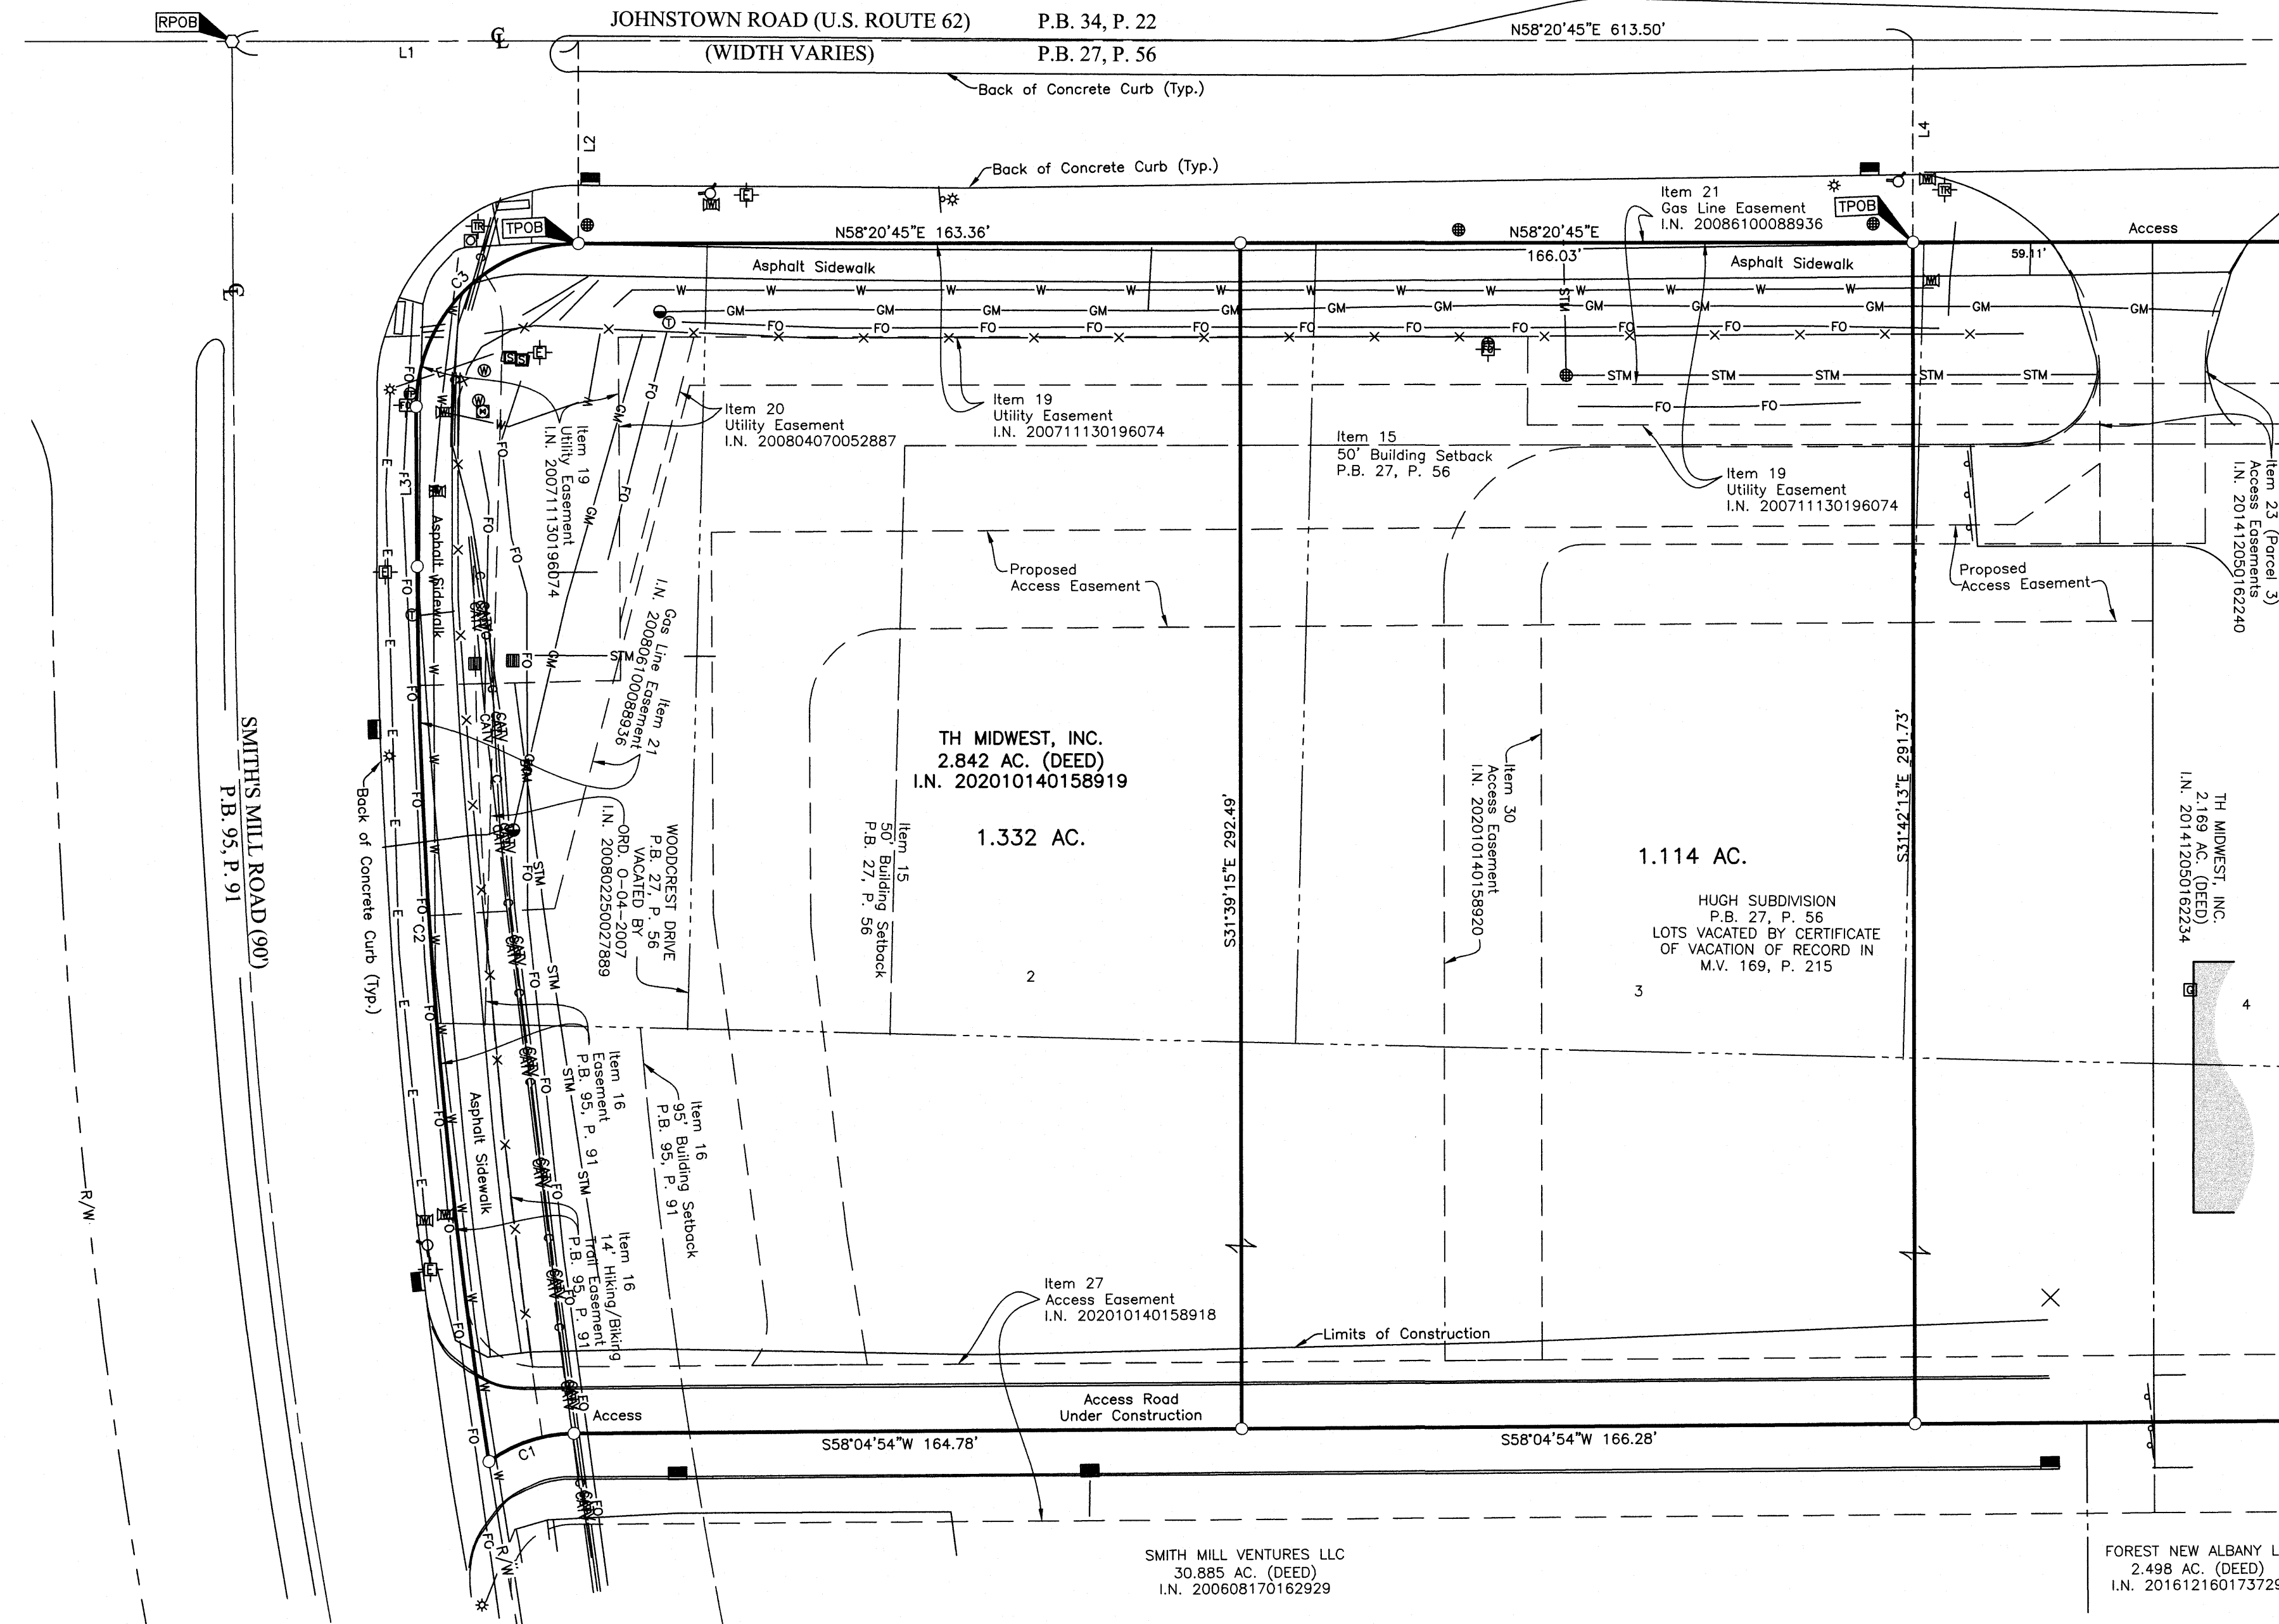 RPOB
JOHNSTOWN ROAD (U.S. ROUTE 62)
P.B. 34, P. 22
(WIDTH VARIES)
P.B. 27, P. 56
L1
N58°20'45"E 613.50'
Back of Concrete Curb (Typ.)
L2
L4
Back of Concrete Curb (Typ.)
TPOB
N58°20'45"E 163.36'
N58°20'45"E
166.03'
Item 21
Gas Line Easement
I.N. 20086100088936
TPOB
Access
59.11'
Asphalt Sidewalk
Asphalt Sidewalk
C3
L3
Item 20
Utility Easement
I.N. 200804070052887
Item 19
Utility Easement
I.N. 200711130196074
Item 15
50' Building Setback
P.B. 27, P. 56
Item 19
Utility Easement
I.N. 200711130196074
Item 23 (Parcel 3)
Access Easements
I.N. 201412050162240
Item 19
Utility Easement
I.N. 200711130196074
Asphalt Sidewalk
Proposed
Access Easement
Proposed
Access Easement
Item 21
Gas Line Easement
I.N. 200806100088936
SMITH'S MILL ROAD (90')
P.B. 95, P. 91
Back of Concrete Curb (Typ.)
TH MIDWEST, INC.
2.842 AC. (DEED)
I.N. 202010140158919
1.332 AC.
WOODCREST DRIVE
P.B. 27, P. 56
VACATED BY
ORD. 0-04-2007
I.N. 200802250027889
Item 15
50' Building Setback
P.B. 27, P. 56
S31°39'15"E 292.49'
Item 30
Access Easement
I.N. 202010140158920
S31°42'13"E 291.73'
1.114 AC.
HUGH SUBDIVISION
P.B. 27, P. 56
LOTS VACATED BY CERTIFICATE
OF VACATION OF RECORD IN
M.V. 169, P. 215
TH MIDWEST, INC.
2.169 AC. (DEED)
I.N. 201412050162234
2
3
4
C2
Item 16
Easement
P.B. 95, P. 91
Item 16
95' Building Setback
P.B. 95, P. 91
Asphalt Sidewalk
Item 16
14' Hiking/Biking
Trail Easement
P.B. 95, P. 91
R/W
Item 27
Access Easement
I.N. 202010140158918
Limits of Construction
Access
Access Road
Under Construction
C1
S58°04'54"W 164.78'
S58°04'54"W 166.28'
R/W
SMITH MILL VENTURES LLC
30.885 AC. (DEED)
I.N. 200608170162929
FOREST NEW ALBANY L
2.498 AC. (DEED)
I.N. 20161216017372